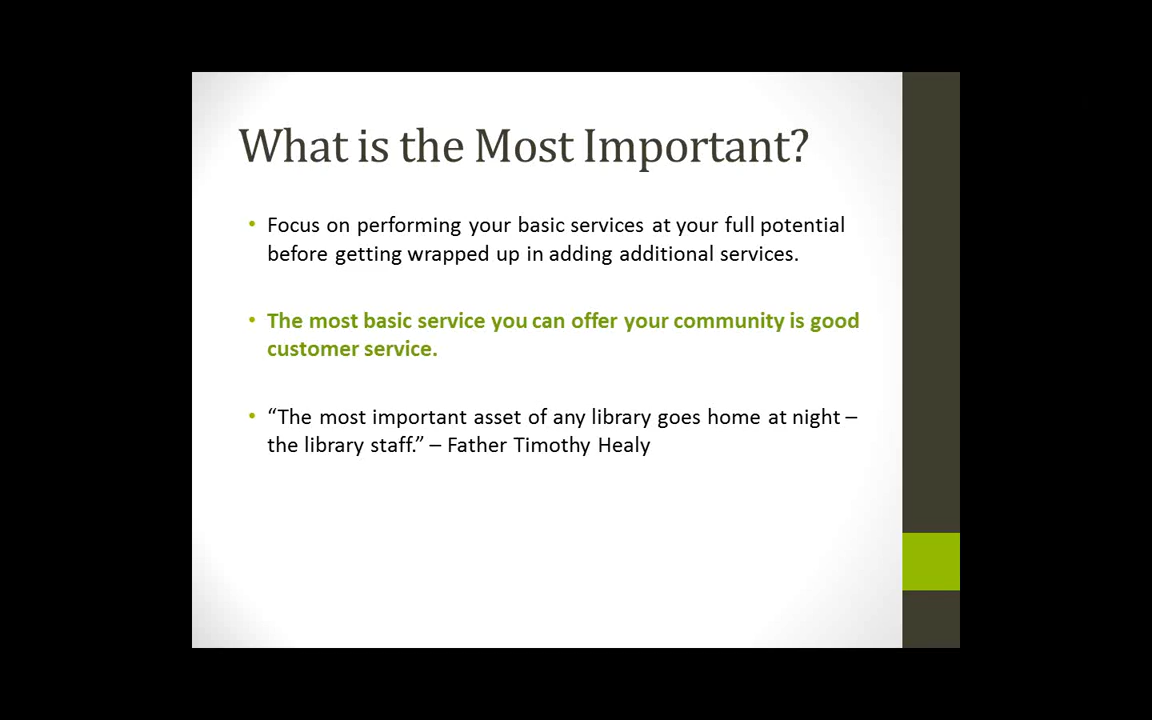 What is the Most Important?
• Focus on performing your basic services at your full potential
before getting wrapped up in adding additional services.
• The most basic service you can offer your community is good
customer service.
• “The most important asset of any library goes home at night –
the library staff.” – Father Timothy Healy